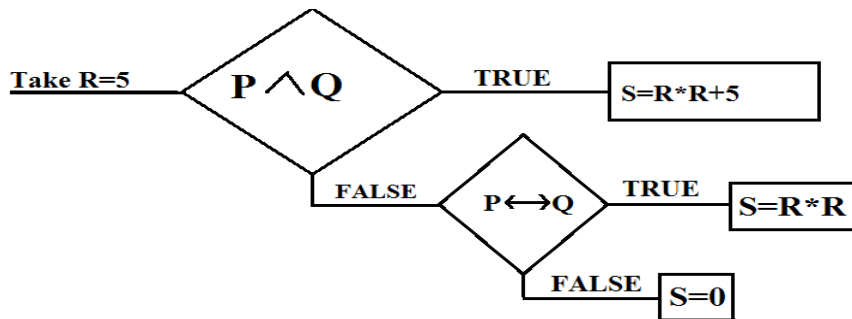 Take R=5
P ∧ Q
TRUE
S=R*R+5
FALSE
P ↔ Q
TRUE
S=R*R
FALSE
S=0